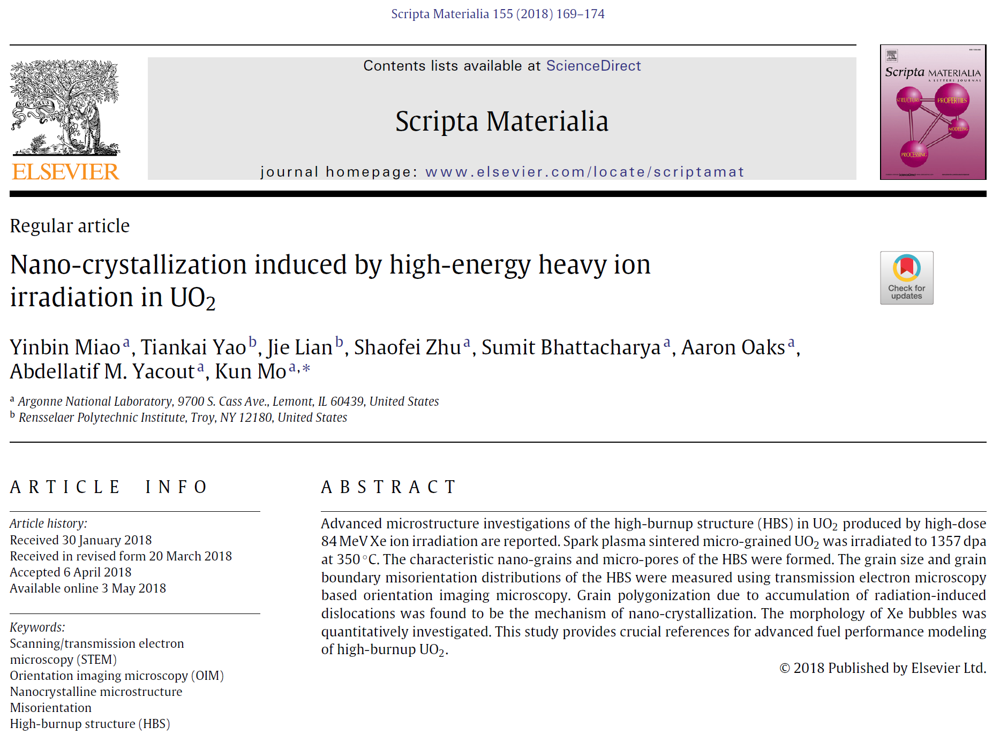 Scripta Materialia 155 (2018) 169–174
Contents lists available at ScienceDirect
Scripta Materialia
journal homepage: www.elsevier.com/locate/scriptamat
NON SOLUS
ELSEVIER
Scripta MATERIALIA
A LETTERS JOURNAL
STRUCTURE
PROPERTIES
MODELING
PROCESSING
Regular article
Nano-crystallization induced by high-energy heavy ion
irradiation in UO₂
Check for
updates
Yinbin Miao ᵃ, Tiankai Yao ᵇ, Jie Lian ᵇ, Shaofei Zhu ᵃ, Sumit Bhattacharya ᵃ, Aaron Oaks ᵃ,
Abdellatif M. Yacout ᵃ, Kun Mo ᵃ,*
ᵃ Argonne National Laboratory, 9700 S. Cass Ave., Lemont, IL 60439, United States
ᵇ Rensselaer Polytechnic Institute, Troy, NY 12180, United States
ARTICLE INFO
Article history:
Received 30 January 2018
Received in revised form 20 March 2018
Accepted 6 April 2018
Available online 3 May 2018
Keywords:
Scanning/transmission electron
microscopy (STEM)
Orientation imaging microscopy (OIM)
Nanocrystalline microstructure
Misorientation
High-burnup structure (HBS)
ABSTRACT
Advanced microstructure investigations of the high-burnup structure (HBS) in UO₂ produced by high-dose
84 MeV Xe ion irradiation are reported. Spark plasma sintered micro-grained UO₂ was irradiated to 1357 dpa
at 350 °C. The characteristic nano-grains and micro-pores of the HBS were formed. The grain size and grain
boundary misorientation distributions of the HBS were measured using transmission electron microscopy
based orientation imaging microscopy. Grain polygonization due to accumulation of radiation-induced
dislocations was found to be the mechanism of nano-crystallization. The morphology of Xe bubbles was
quantitatively investigated. This study provides crucial references for advanced fuel performance modeling
of high-burnup UO₂.
© 2018 Published by Elsevier Ltd.